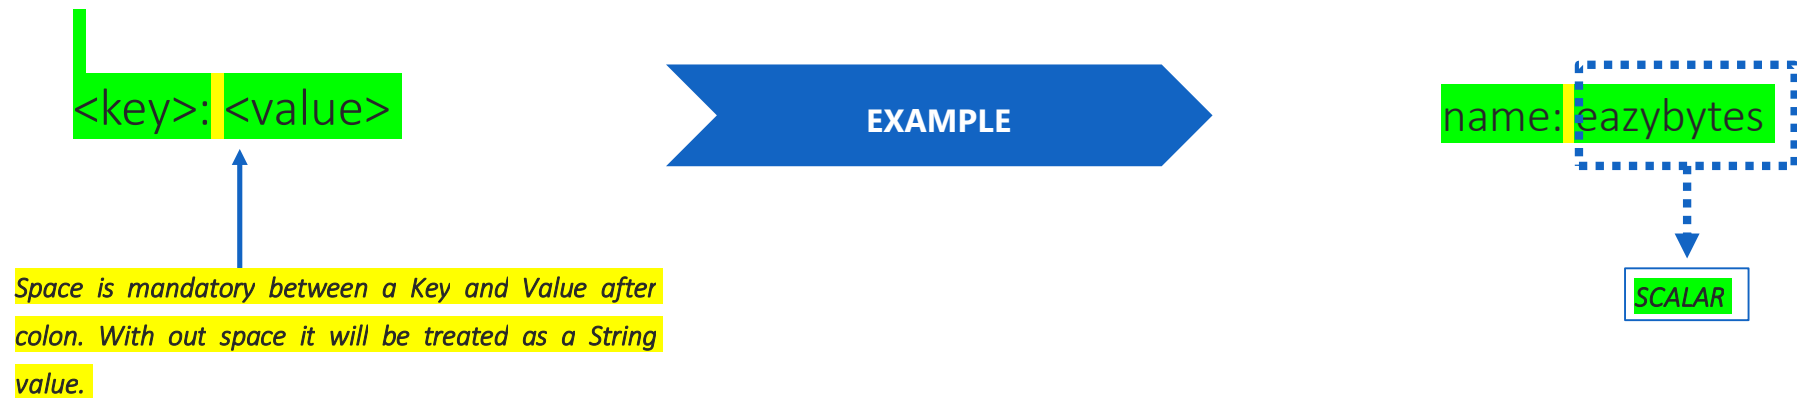 <key>: <value>
EXAMPLE
name: eazybytes
Space is mandatory between a Key and Value after
colon. With out space it will be treated as a String
value.
SCALAR